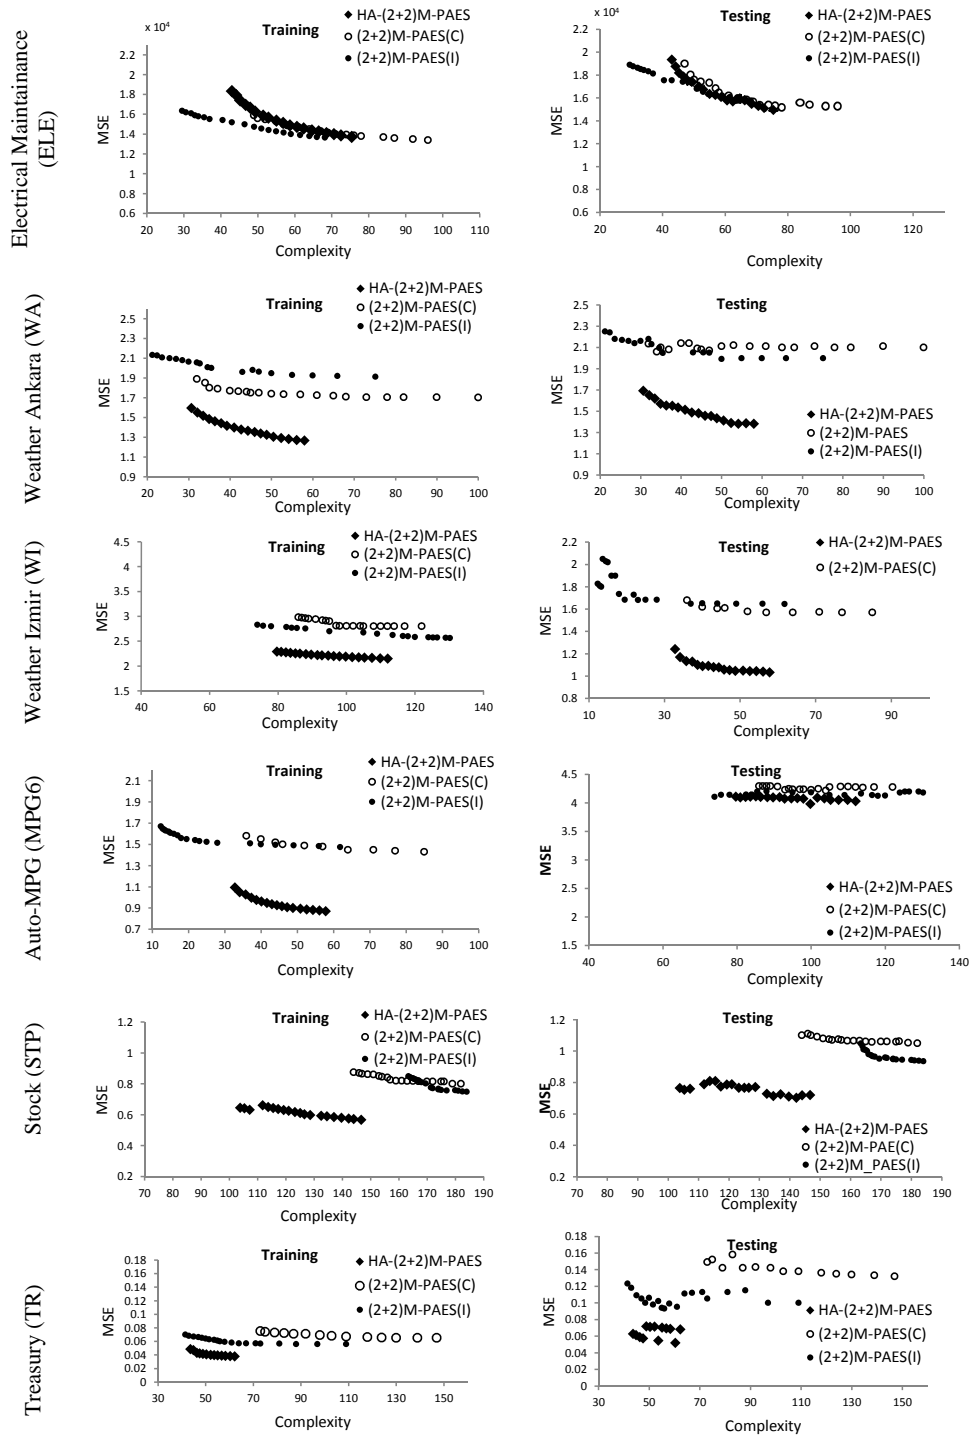 Electrical Maintainance
(ELE)
x 10⁴
Training
HA-(2+2)M-PAES
(2+2)M-PAES(C)
(2+2)M-PAES(I)
MSE
2.2
2
1.8
1.6
1.4
1.2
1
0.8
0.6
20 30 40 50 60 70 80 90 100 110
Complexity
x 10⁴
Testing
HA-(2+2)M-PAES
(2+2)M-PAES(C)
(2+2)M-PAES(I)
MSE
2.2
2
1.8
1.6
1.4
1.2
1
0.8
0.6
20 40 60 80 100 120
Complexity
Weather Ankara (WA)
Training
HA-(2+2)M-PAES
(2+2)M-PAES(C)
(2+2)M-PAES(I)
MSE
2.5
2.3
2.1
1.9
1.7
1.5
1.3
1.1
0.9
20 30 40 50 60 70 80 90 100
Complexity
Testing
HA-(2+2)M-PAES
(2+2)M-PAES
(2+2)M-PAES(I)
MSE
2.5
2.3
2.1
1.9
1.7
1.5
1.3
1.1
0.9
20 30 40 50 60 70 80 90 100
Complexity
Weather Izmir (WI)
Training
HA-(2+2)M-PAES
(2+2)M-PAES(C)
(2+2)M-PAES(I)
MSE
4.5
4
3.5
3
2.5
2
1.5
40 60 80 100 120 140
Complexity
Testing
HA-(2+2)M-PAES
(2+2)M-PAES(C)
MSE
2.2
2
1.8
1.6
1.4
1.2
1
0.8
10 30 50 70 90
Complexity
Auto-MPG (MPG6)
Training
HA-(2+2)M-PAES
(2+2)M-PAES(C)
(2+2)M-PAES(I)
MSE
2.1
1.9
1.7
1.5
1.3
1.1
0.9
0.7
10 20 30 40 50 60 70 80 90 100
Complexity
Testing
HA-(2+2)M-PAES
(2+2)M-PAES(C)
(2+2)M-PAES(I)
MSE
4.5
4
3.5
3
2.5
2
1.5
40 60 80 100 120 140
Complexity
Stock (STP)
Training
HA-(2+2)M-PAES
(2+2)M-PAES(C)
(2+2)M-PAES(I)
MSE
1.2
1
0.8
0.6
0.4
0.2
70 80 90 100 110 120 130 140 150 160 170 180 190
Complexity
Testing
HA-(2+2)M-PAES
(2+2)M-PAE(C)
(2+2)M_PAES(I)
MSE
1.2
1
0.8
0.6
0.4
0.2
70 80 90 100 110 120 130 140 150 160 170 180 190
Complexity
Treasury (TR)
Training
HA-(2+2)M-PAES
(2+2)M-PAES(C)
(2+2)M-PAES(I)
MSE
0.18
0.16
0.14
0.12
0.1
0.08
0.06
0.04
0.02
0
30 50 70 90 110 130 150
Complexity
Testing
HA-(2+2)M-PAES
(2+2)M-PAES(C)
(2+2)M-PAES(I)
MSE
0.18
0.16
0.14
0.12
0.1
0.08
0.06
0.04
0.02
0
30 50 70 90 110 130 150
Complexity